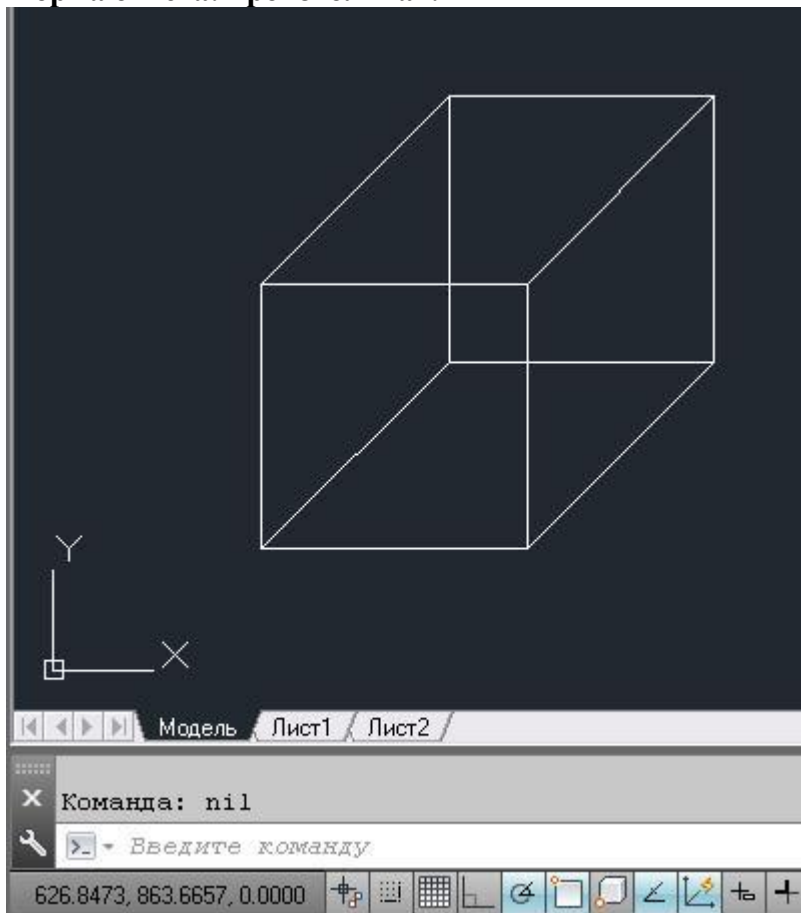 Y
X
Модель Лист1 Лист2
Команда: nil
Введите команду
626.8473, 863.6657, 0.0000